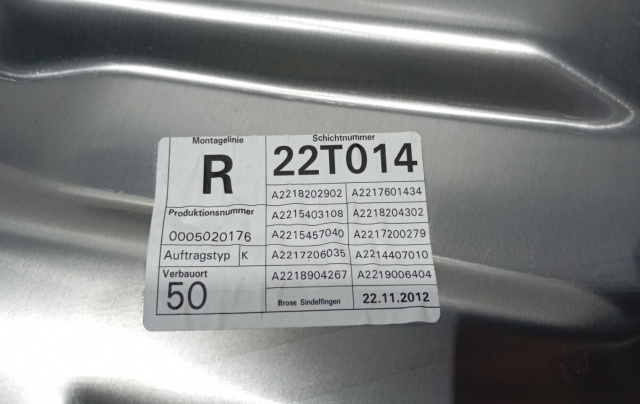 Montagelinie
R
Schichtnummer
22T014
Produktionsnummer
0005020176
Auftragstyp K
Verbauort
50
A2218202902 A2217601434
A2215403108 A2218204302
A2215457040 A2217200279
A2217206035 A2214407010
A2218904267 A2219006404
Brose Sindelfingen 22.11.2012